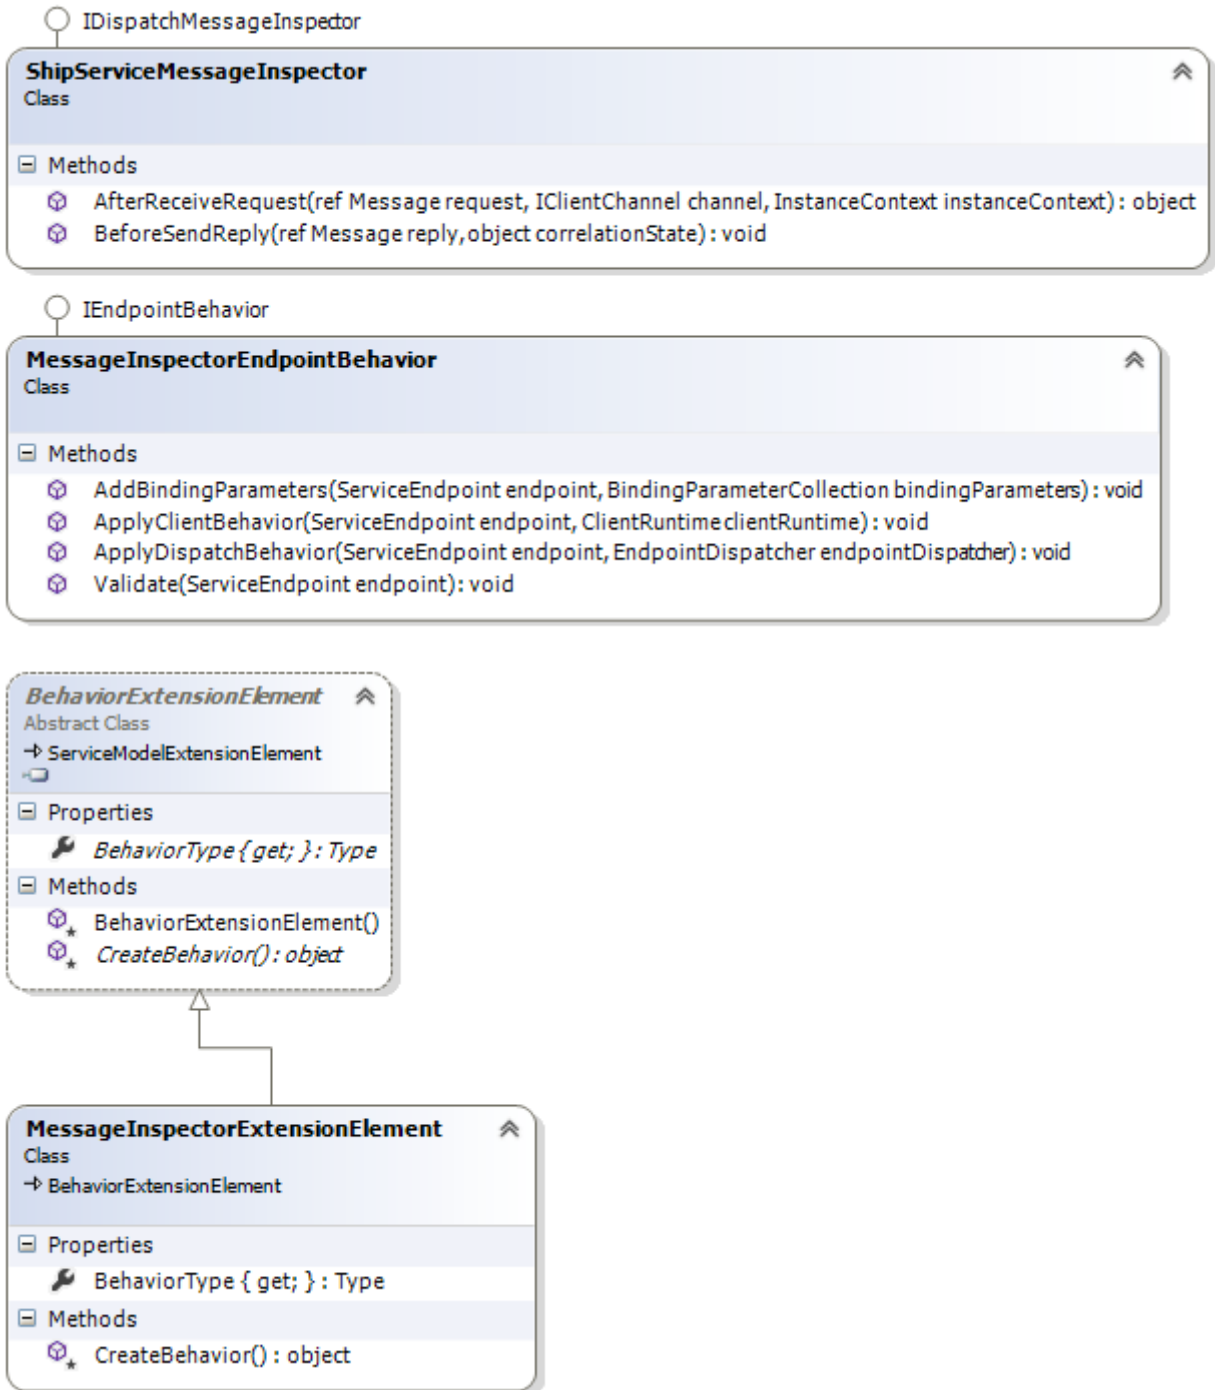 IDispatchMessageInspector
ShipServiceMessageInspector
Class
Methods
AfterReceiveRequest(ref Message request, IClientChannel channel, InstanceContext instanceContext) : object
BeforeSendReply(ref Message reply, object correlationState) : void
IEndpointBehavior
MessageInspectorEndpointBehavior
Class
Methods
AddBindingParameters(ServiceEndpoint endpoint, BindingParameterCollection bindingParameters) : void
ApplyClientBehavior(ServiceEndpoint endpoint, ClientRuntime clientRuntime) : void
ApplyDispatchBehavior(ServiceEndpoint endpoint, EndpointDispatcher endpointDispatcher) : void
Validate(ServiceEndpoint endpoint) : void
BehaviorExtensionElement
Abstract Class
ServiceModelExtensionElement
Properties
BehaviorType { get; } : Type
Methods
BehaviorExtensionElement()
CreateBehavior() : object
MessageInspectorExtensionElement
Class
BehaviorExtensionElement
Properties
BehaviorType { get; } : Type
Methods
CreateBehavior() : object